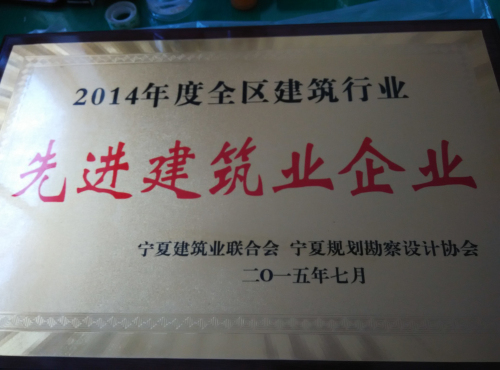 2014年度全区建筑行业
先进建筑业企业
宁夏建筑业联合会 宁夏规划勘察设计协会
二〇一五年七月